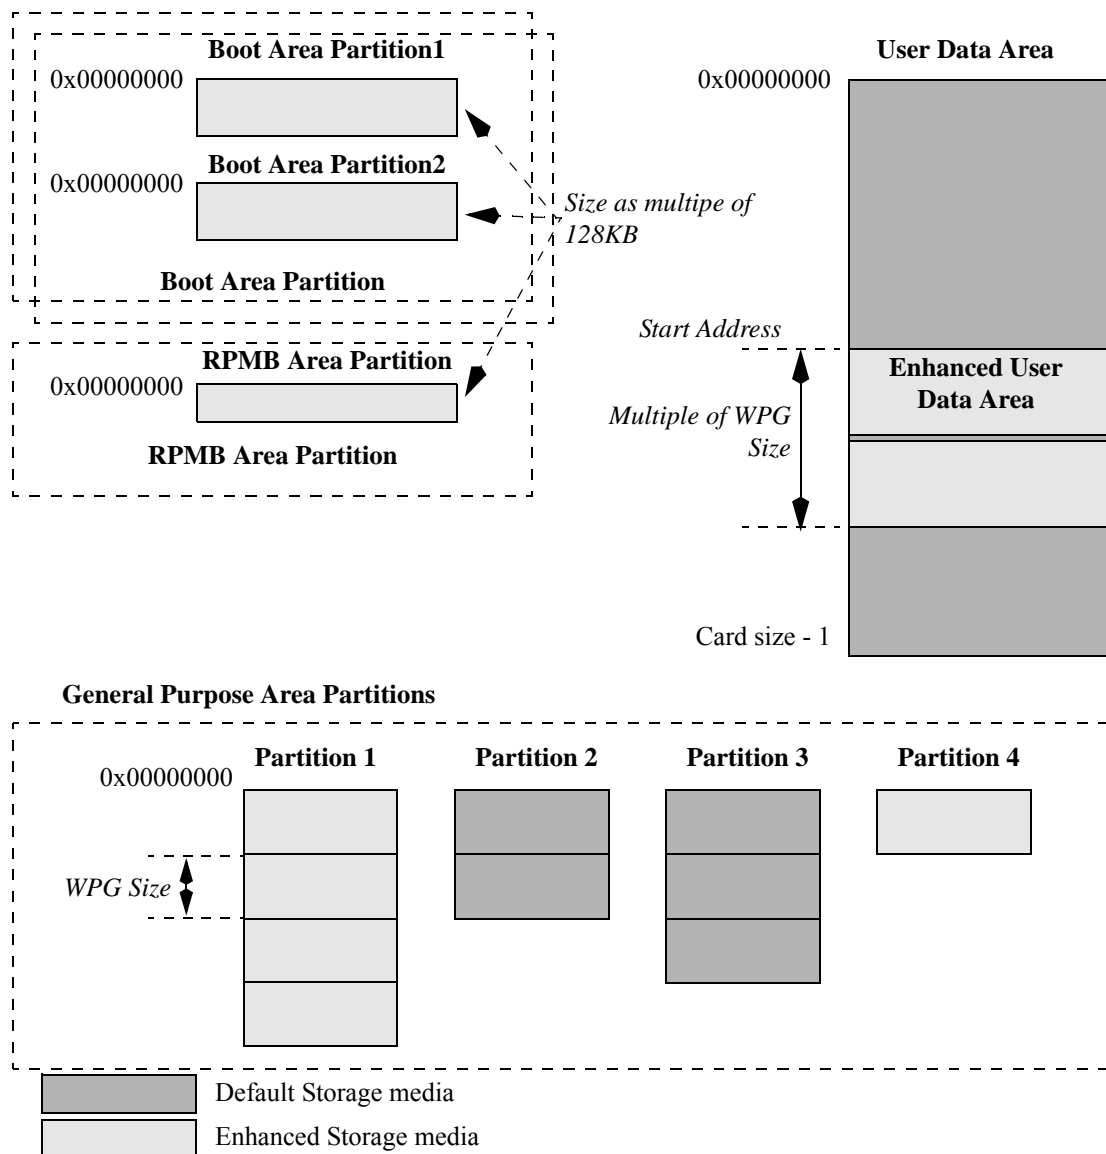 Boot Area Partition1
0x00000000
Boot Area Partition2
0x00000000
Size as multipe of
128KB
Boot Area Partition
RPMB Area Partition
0x00000000
RPMB Area Partition
User Data Area
0x00000000
Start Address
Enhanced User
Data Area
Multiple of WPG
Size
Card size - 1
General Purpose Area Partitions
Partition 1
Partition 2
Partition 3
Partition 4
0x00000000
WPG Size
Default Storage media
Enhanced Storage media